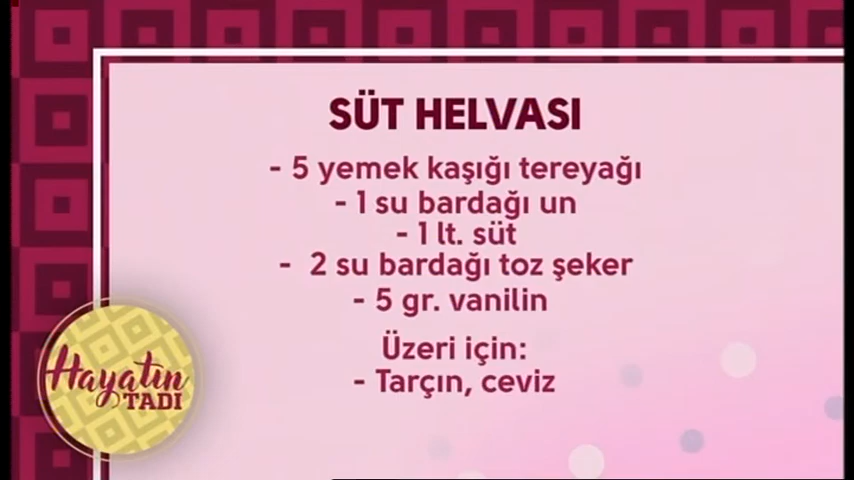 SÜT HELVASI
- 5 yemek kaşığı tereyağı
- 1 su bardağı un
- 1 lt. süt
- 2 su bardağı toz şeker
- 5 gr. vanilin
Üzeri için:
- Tarçın, ceviz
Hayatın
TADI